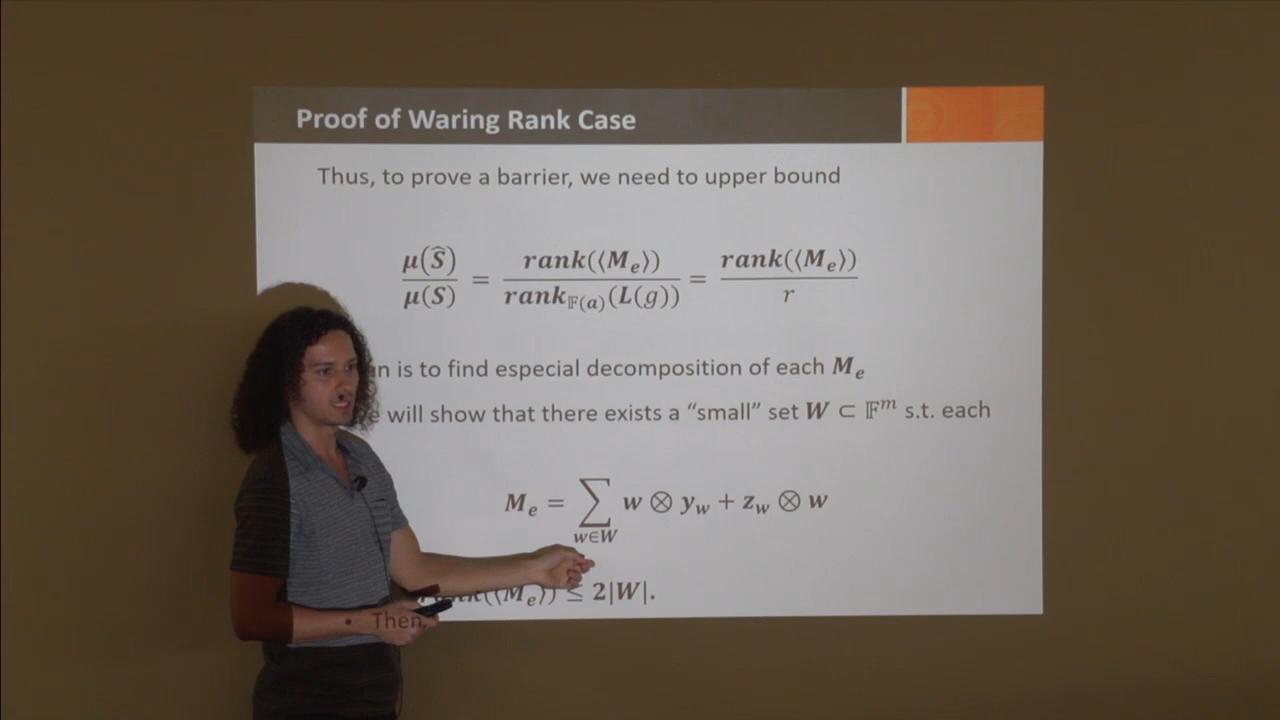 Proof of Waring Rank Case
Thus, to prove a barrier, we need to upper bound
μ(Ŝ) / μ(S) = rank(⟨M_e⟩) / rank_𝔽(a)(L(g)) = rank(⟨M_e⟩) / r
is to find especial decomposition of each M_e
will show that there exists a “small” set W ⊂ 𝔽^m s.t. each
M_e = ∑_{w∈W} w ⊗ y_w + z_w ⊗ w
• Then, rank(⟨M_e⟩) ≤ 2|W|.